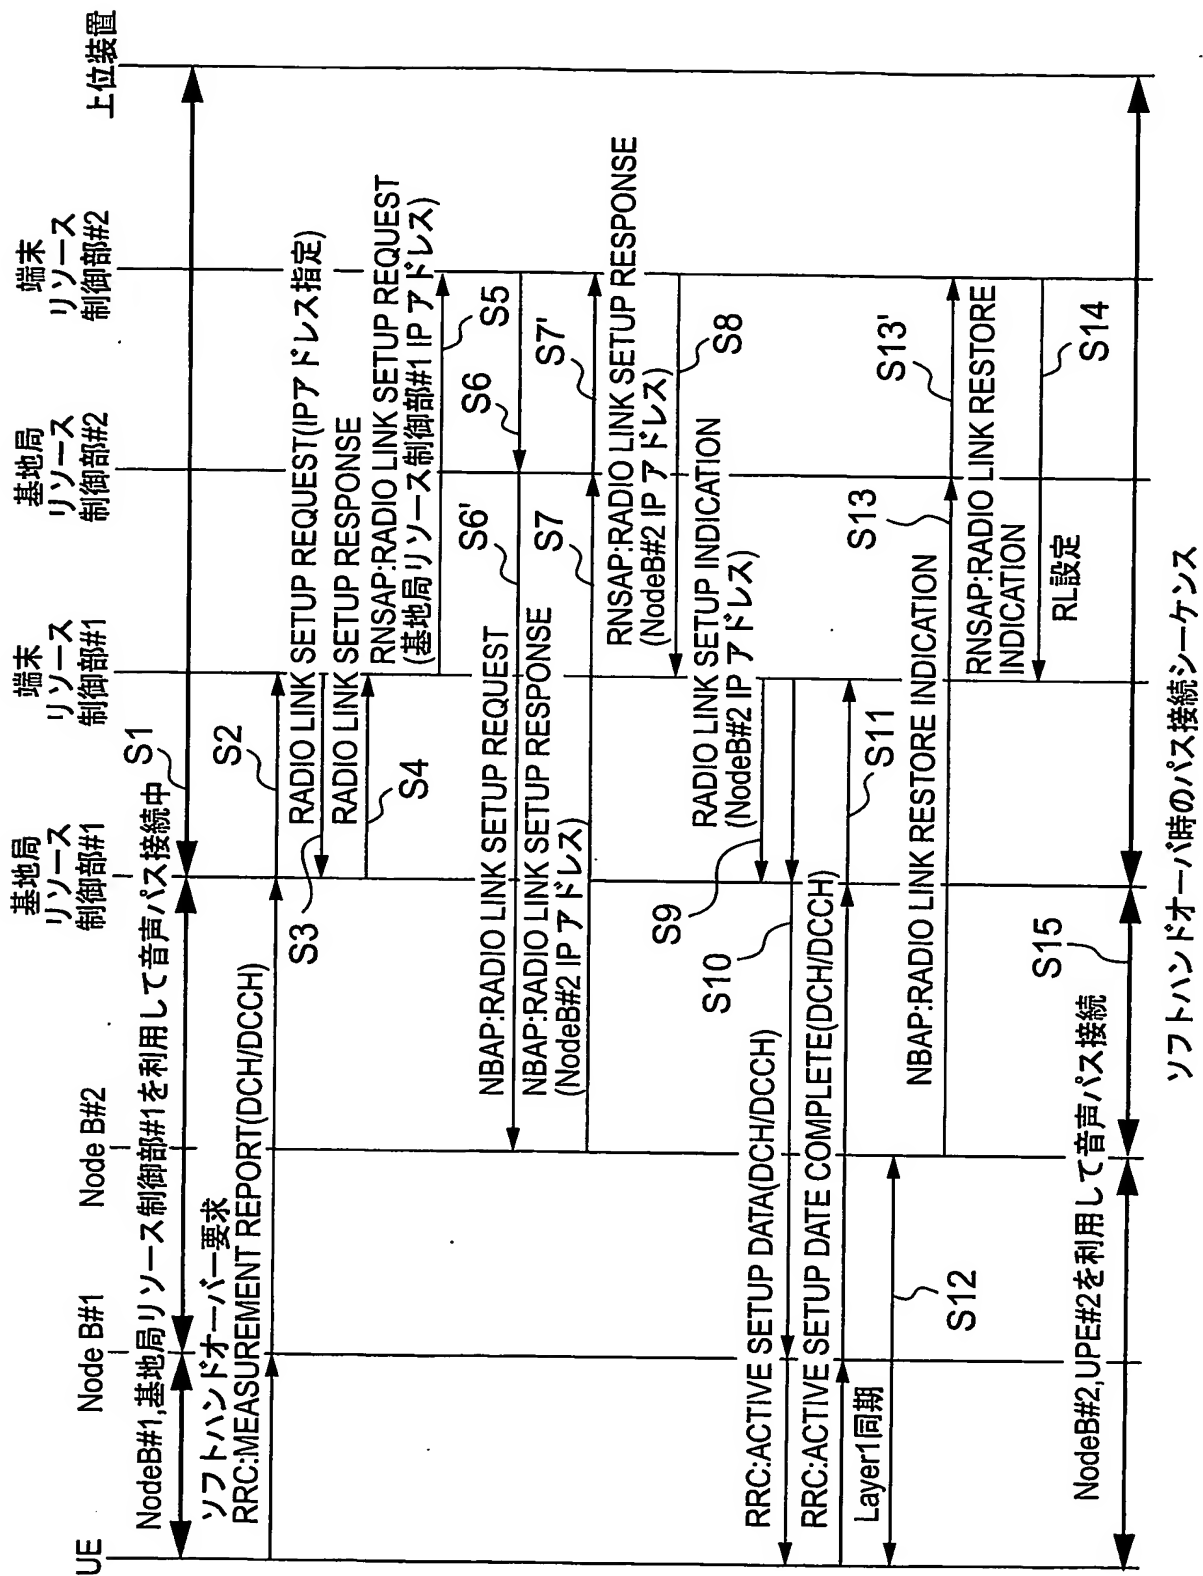 UE
Node B#1
Node B#2
基地局
リソース
制御部#1
端末
リソース
制御部#1
基地局
リソース
制御部#2
端末
リソース
制御部#2
上位装置
NodeB#1,基地局リソース制御部#1を利用して音声パス接続中
S1
ソフトハンドオーバー要求
RRC:MEASUREMENT REPORT(DCH/DCCH)
S2
RADIO LINK SETUP REQUEST(IPアドレス指定)
S3
RADIO LINK SETUP RESPONSE
S4
RNSAP:RADIO LINK SETUP REQUEST
(基地局リソース制御部#1 IP アドレス)
S5
S6
NBAP:RADIO LINK SETUP REQUEST
S6'
NBAP:RADIO LINK SETUP RESPONSE
(NodeB#2 IP アドレス)
S7
S7'
RNSAP:RADIO LINK SETUP RESPONSE
(NodeB#2 IP アドレス)
S8
RADIO LINK SETUP INDICATION
(NodeB#2 IP アドレス)
S9
RRC:ACTIVE SETUP DATA(DCH/DCCH)
S10
RRC:ACTIVE SETUP DATE COMPLETE(DCH/DCCH)
S11
Layer1同期
S12
NBAP:RADIO LINK RESTORE INDICATION
S13
S13'
RNSAP:RADIO LINK RESTORE
INDICATION
S14
RL設定
NodeB#2,UPE#2を利用して音声パス接続
S15
ソフトハンドオーバ時のパス接続シーケンス